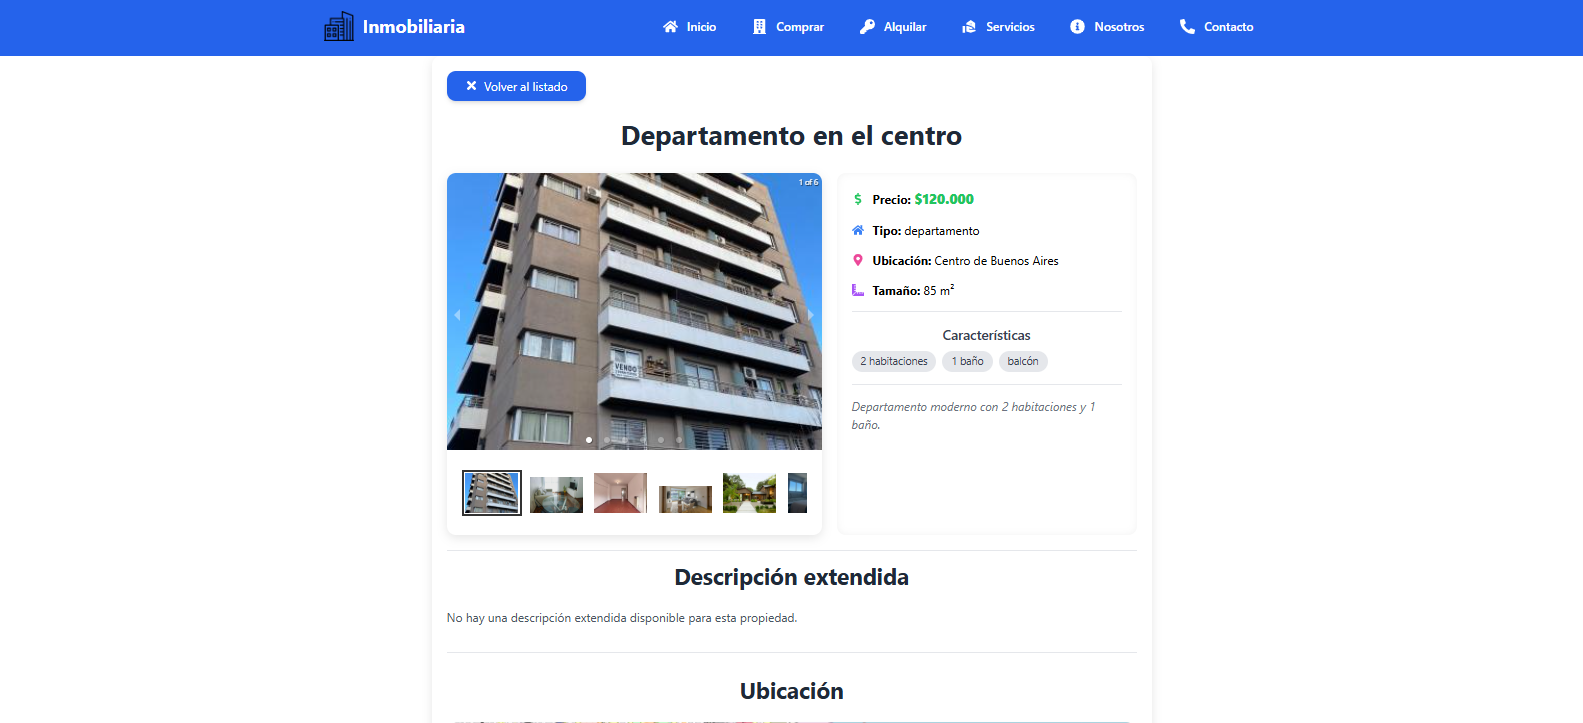 Inmobiliaria
Inicio
Comprar
Alquilar
Servicios
Nosotros
Contacto
Volver al listado
Departamento en el centro
1 of 6
VENDO
Precio: $120.000
Tipo: departamento
Ubicación: Centro de Buenos Aires
Tamaño: 85 m²
Características
2 habitaciones
1 baño
balcón
Departamento moderno con 2 habitaciones y 1
baño.
Descripción extendida
No hay una descripción extendida disponible para esta propiedad.
Ubicación